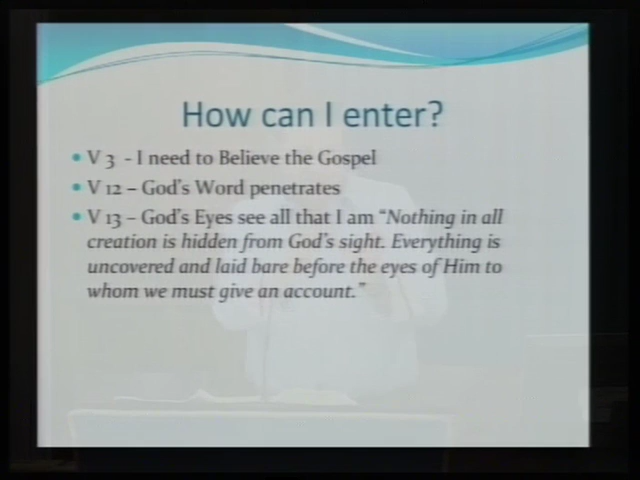 How can I enter?
• V 3 - I need to Believe the Gospel
• V 12 – God's Word penetrates
• V 13 – God's Eyes see all that I am "Nothing in all
creation is hidden from God's sight. Everything is
uncovered and laid bare before the eyes of Him to
whom we must give an account."